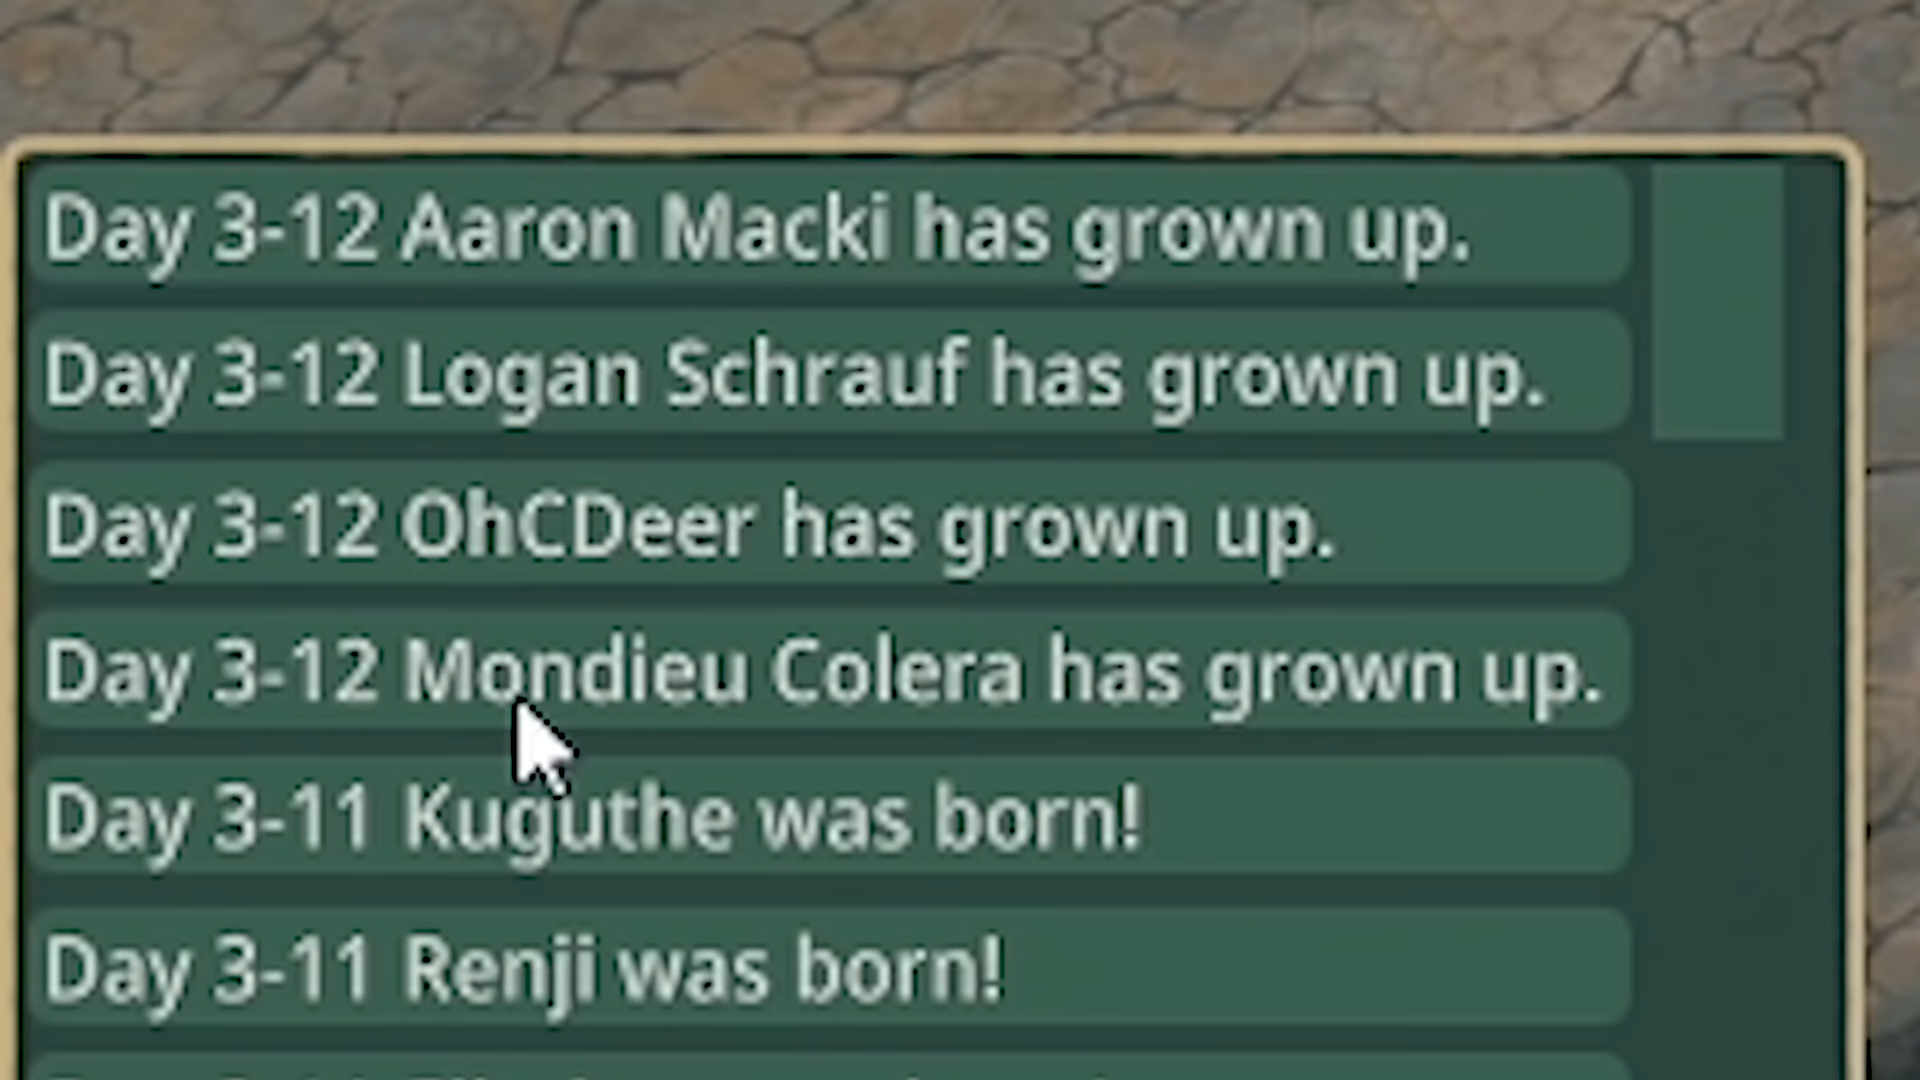 Day 3-12 Aaron Macki has grown up.
Day 3-12 Logan Schrauf has grown up.
Day 3-12 OhCDeer has grown up.
Day 3-12 Mondieu Colera has grown up.
Day 3-11 Kuguthe was born!
Day 3-11 Renji was born!